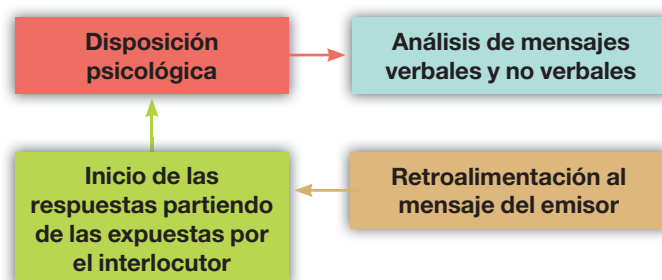 Disposición
psicológica
Análisis de mensajes
verbales y no verbales
Inicio de las
respuestas partiendo
de las expuestas por
el interlocutor
Retroalimentación al
mensaje del emisor